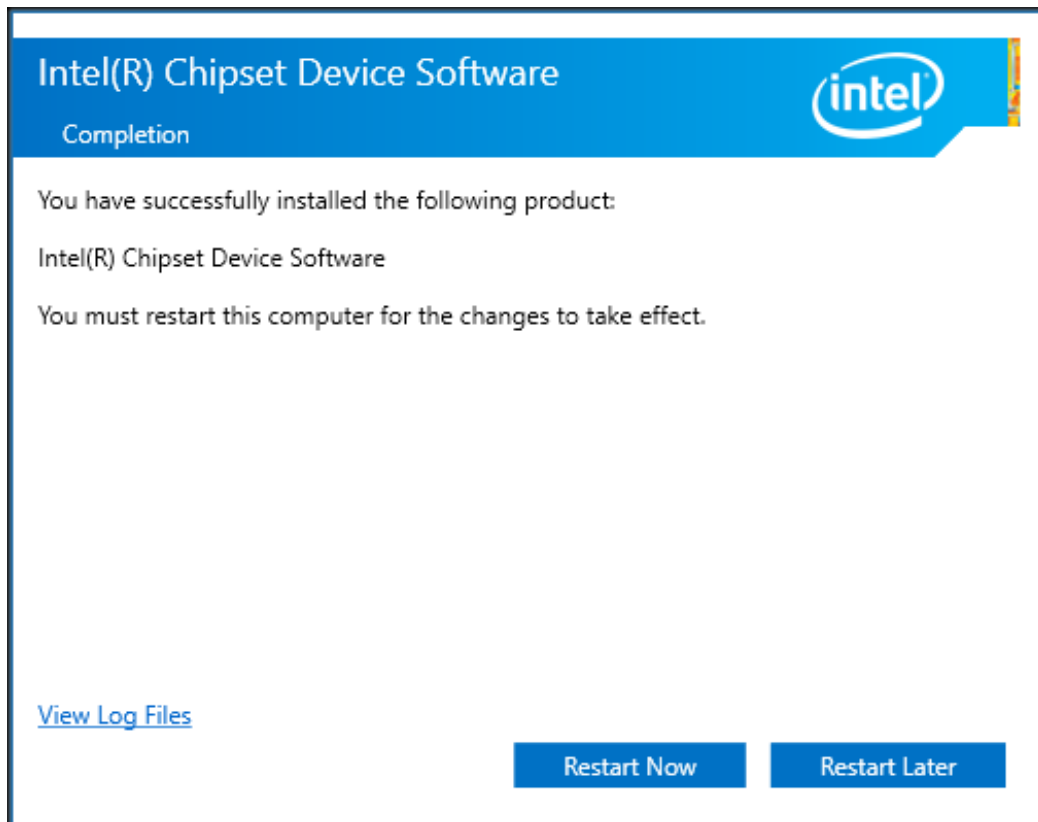 Intel(R) Chipset Device Software
intel
Completion
You have successfully installed the following product:
Intel(R) Chipset Device Software
You must restart this computer for the changes to take effect.
View Log Files
Restart Now
Restart Later